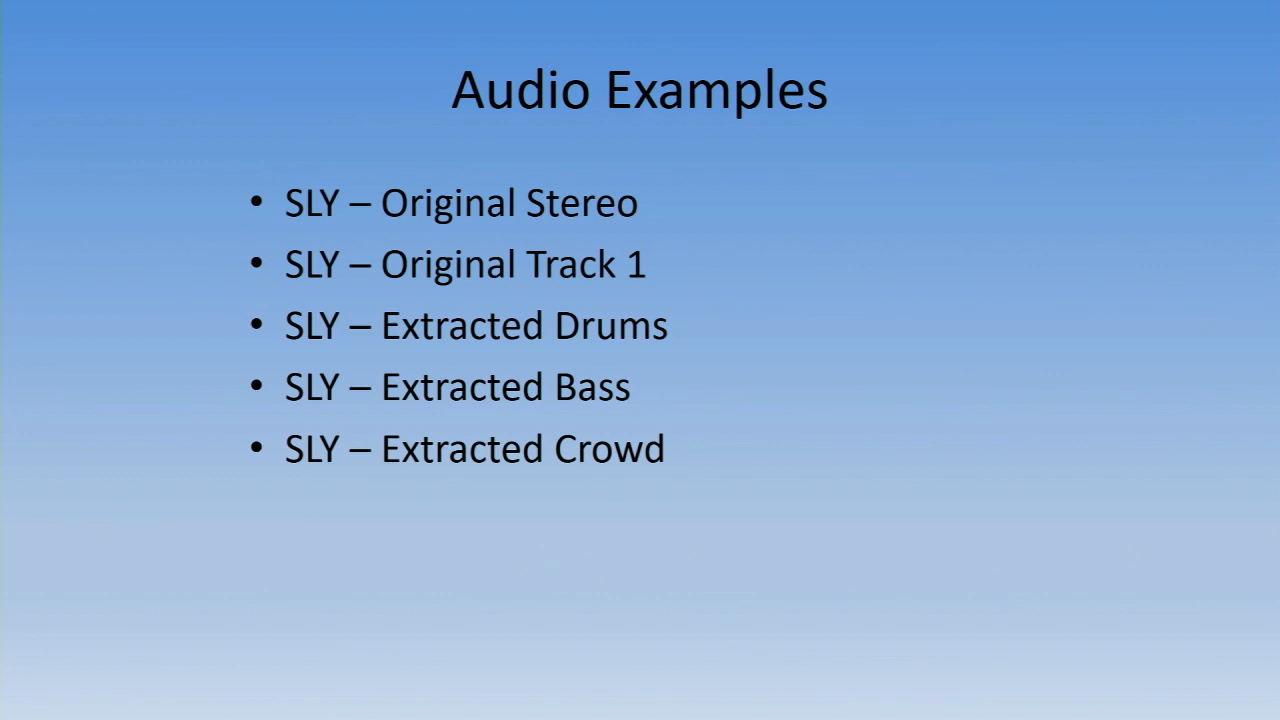 Audio Examples
• SLY – Original Stereo
• SLY – Original Track 1
• SLY – Extracted Drums
• SLY – Extracted Bass
• SLY – Extracted Crowd